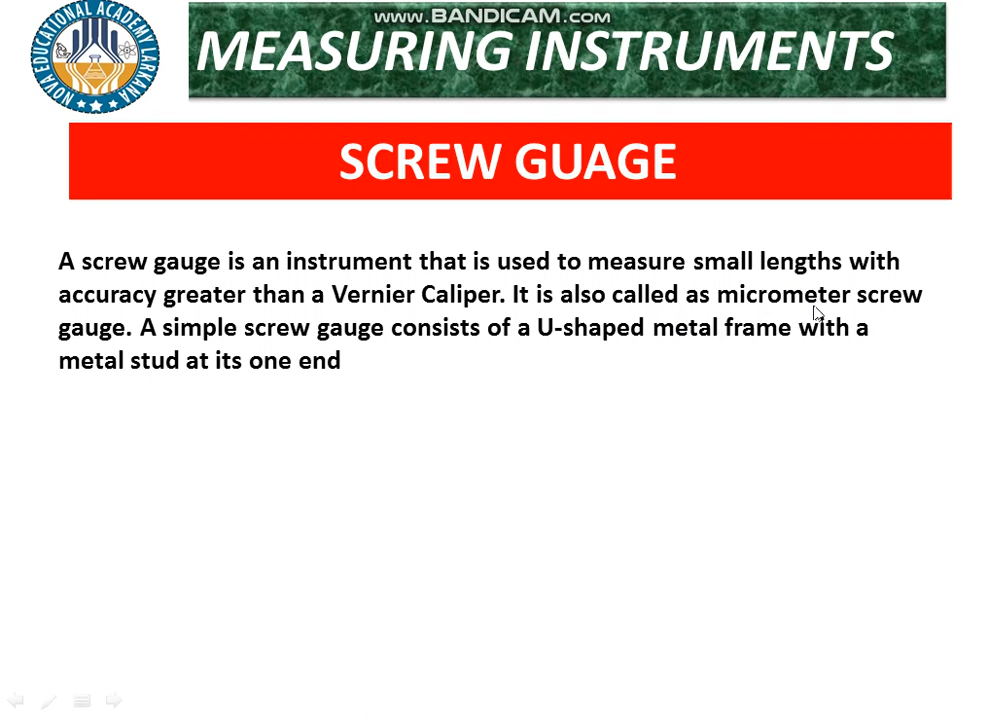 www.BANDICAM.com
NOVA EDUCATIONAL ACADEMY LARKANA
MEASURING INSTRUMENTS
SCREW GUAGE
A screw gauge is an instrument that is used to measure small lengths with
accuracy greater than a Vernier Caliper. It is also called as micrometer screw
gauge. A simple screw gauge consists of a U-shaped metal frame with a
metal stud at its one end